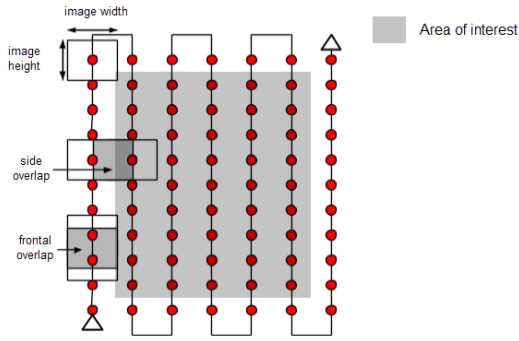 image width
Area of interest
image
height
side
overlap
frontal
overlap